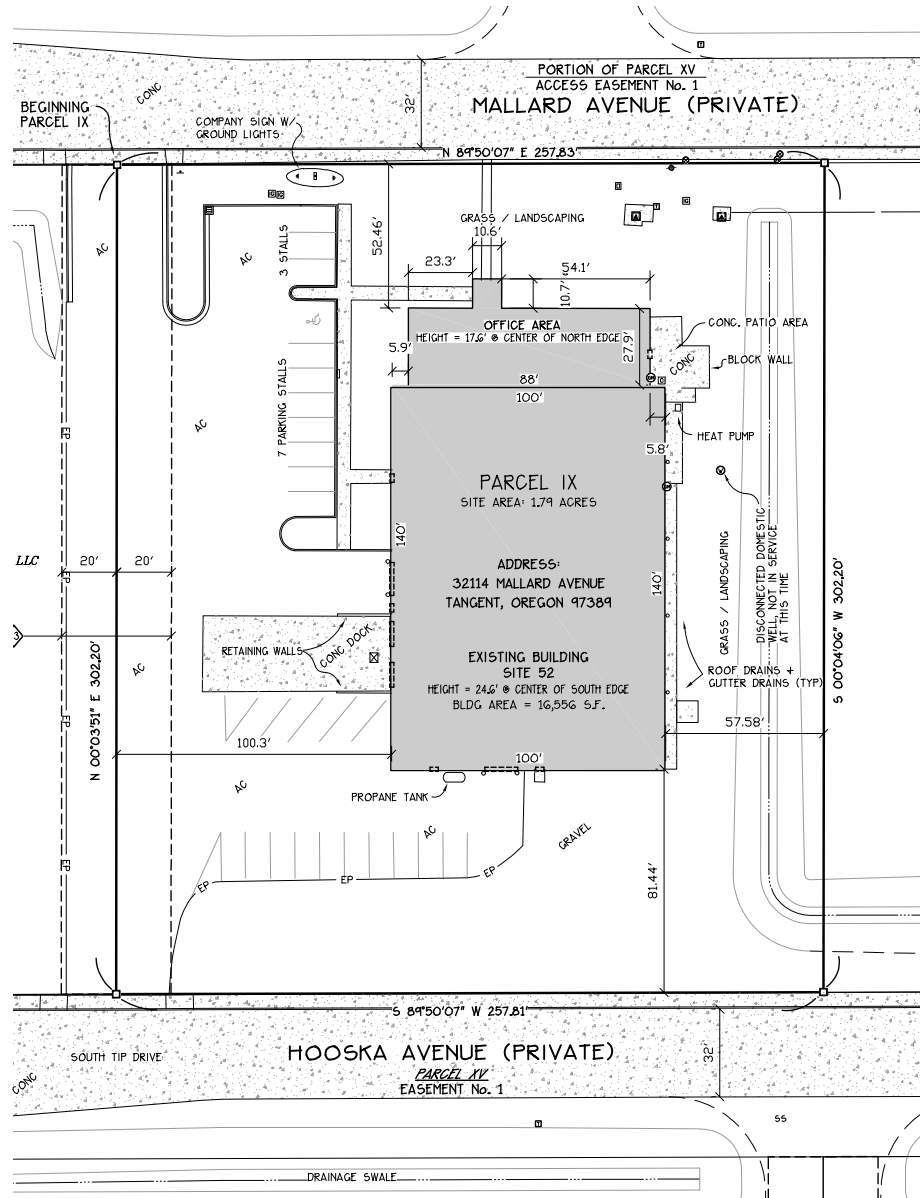 PORTION OF PARCEL XV
ACCESS EASEMENT No. 1
MALLARD AVENUE (PRIVATE)
CONC
32'
BEGINNING
PARCEL IX
COMPANY SIGN W/
GROUND LIGHTS
N 89°50'07" E 257.83'
GRASS / LANDSCAPING
10.6'
52.46'
3 STALLS
AC
AC
23.3'
54.1'
10.7'
OFFICE AREA
HEIGHT = 17.6' @ CENTER OF NORTH EDGE
27.9'
5.9'
CONC. PATIO AREA
CONC
BLOCK WALL
88'
100'
7 PARKING STALLS
AC
HEAT PUMP
5.8'
EP
PARCEL IX
SITE AREA: 1.79 ACRES
W
140'
140'
LLC
20'
20'
EP
ADDRESS:
32114 MALLARD AVENUE
TANGENT, OREGON 97389
GRASS / LANDSCAPING
DISCONNECTED DOMESTIC
WELL, NOT IN SERVICE
AT THIS TIME
S 00°04'06" W 302.20'
3
RETAINING WALLS
CONC DOCK
EXISTING BUILDING
SITE 52
HEIGHT = 24.6' @ CENTER OF SOUTH EDGE
BLDG AREA = 16,556 S.F.
ROOF DRAINS +
GUTTER DRAINS (TYP)
N 00°03'51" E 302.20'
AC
EP
57.58'
100.3'
100'
AC
PROPANE TANK
AC
GRAVEL
EP
EP
EP
EP
81.44'
S 89°50'07" W 257.81'
SOUTH TIP DRIVE
HOOSKA AVENUE (PRIVATE)
PARCEL XV
EASEMENT No. 1
32'
CONC
SS
T
DRAINAGE SWALE